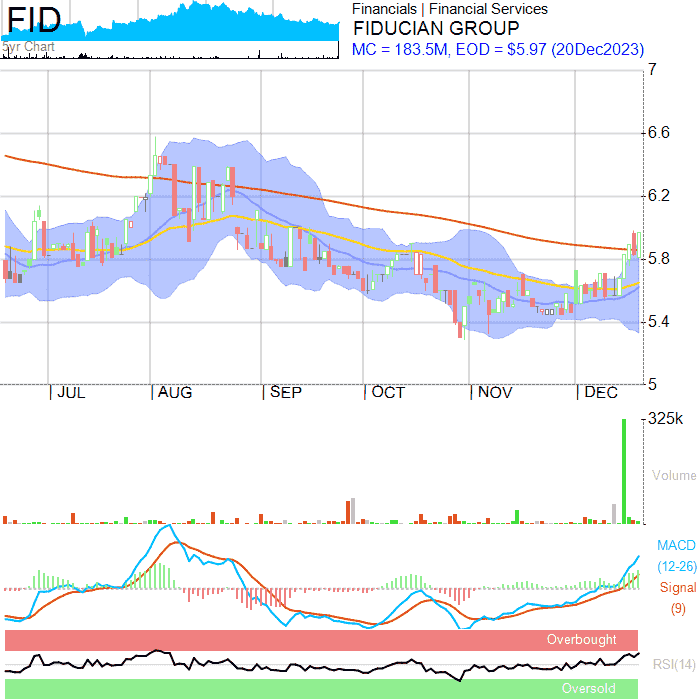 FID
5yr Chart
Financials | Financial Services
FIDUCIAN GROUP
MC = 183.5M, EOD = $5.97 (20Dec2023)
7
6.6
6.2
5.8
5.4
5
| JUL | AUG | SEP | OCT | NOV | DEC
325k
Volume
MACD
(12-26)
Signal
(9)
Overbought
RSI(14)
Oversold